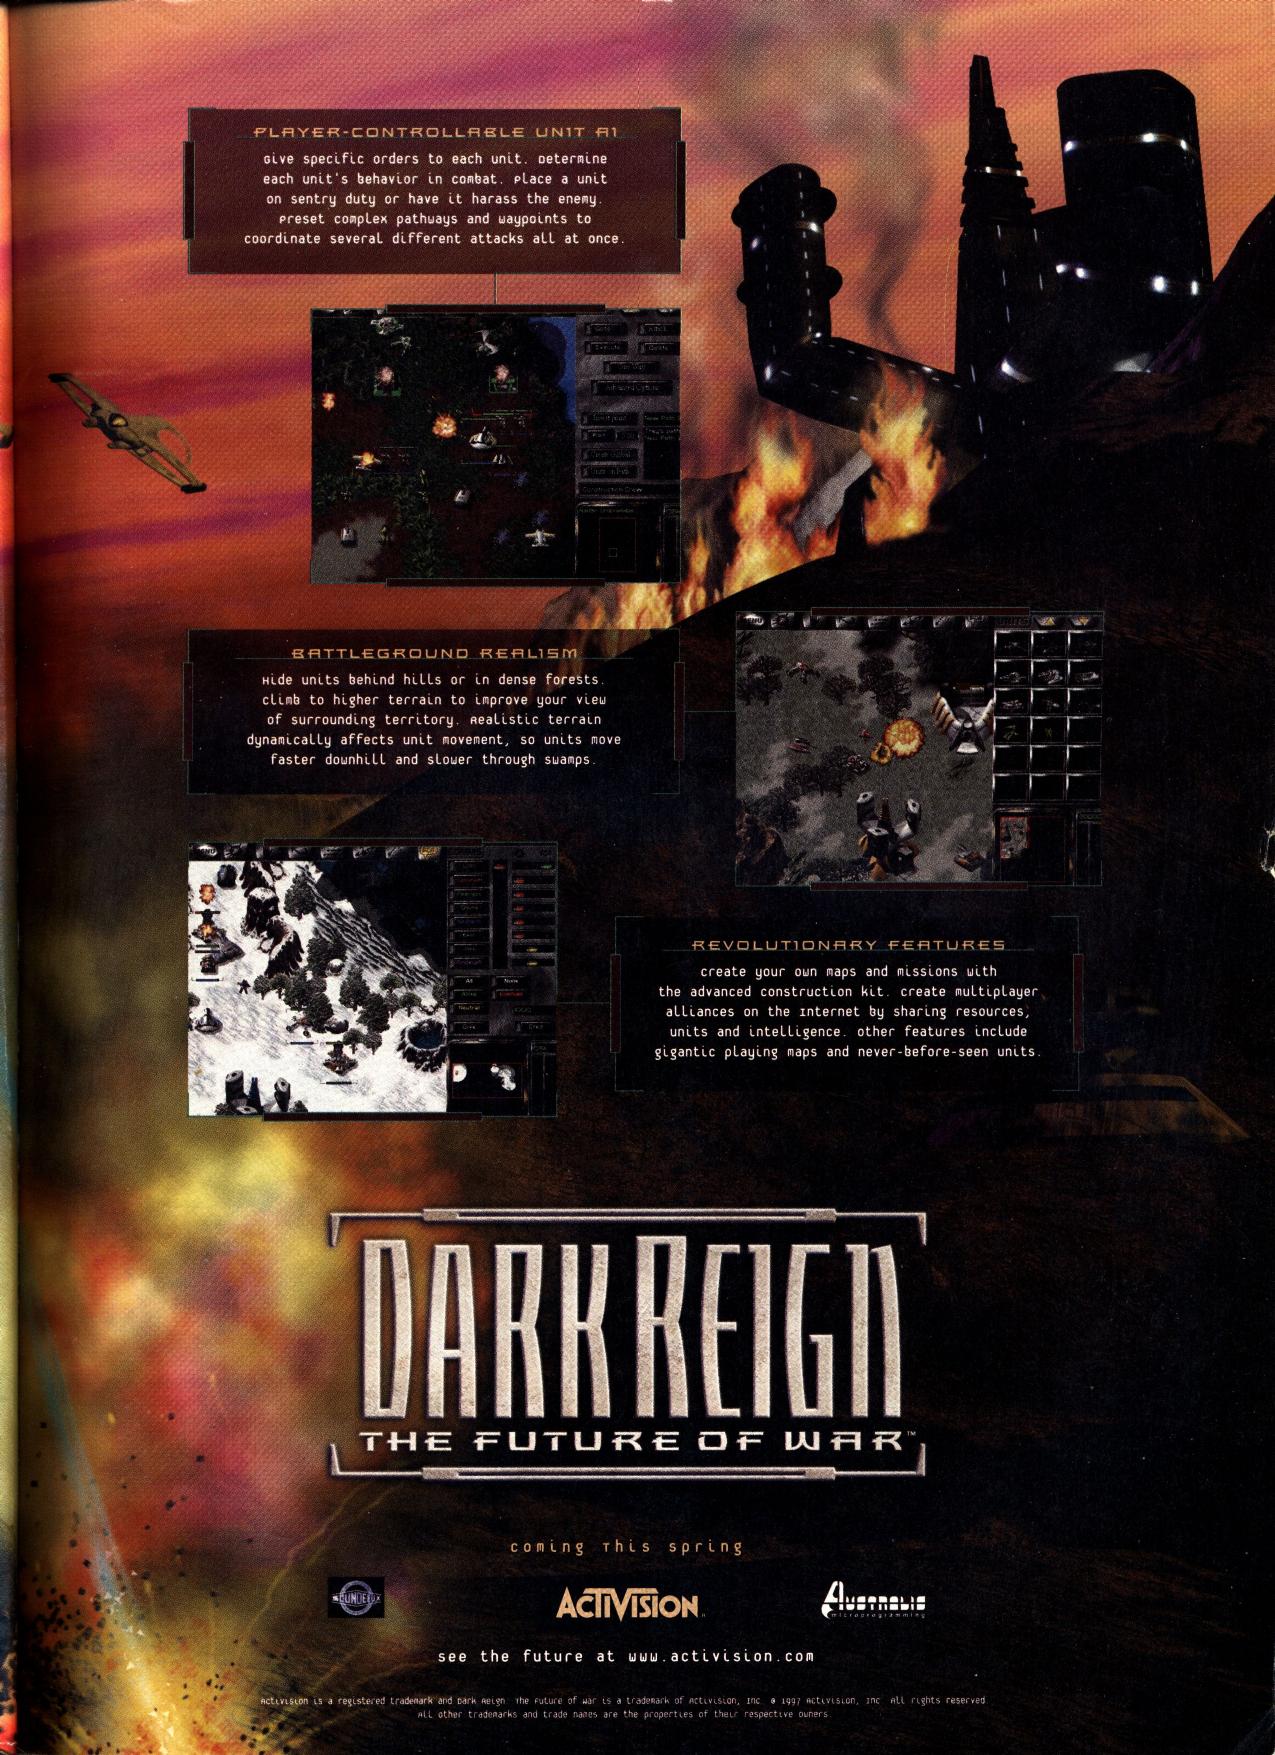 PLAYER-CONTROLLABLE UNIT AI
Give specific orders to each unit. Determine
each unit's behavior in combat. Place a unit
on sentry duty or have it harass the enemy.
Preset complex pathways and waypoints to
coordinate several different attacks all at once.
BATTLEGROUND REALISM
Hide units behind hills or in dense forests.
Climb to higher terrain to improve your view
of surrounding territory. Realistic terrain
dynamically affects unit movement, so units move
faster downhill and slower through swamps.
REVOLUTIONARY FEATURES
Create your own maps and missions with
the advanced construction kit. Create multiplayer
alliances on the Internet by sharing resources,
units and intelligence. Other features include
gigantic playing maps and never-before-seen units.
DARK REIGN
THE FUTURE OF WAR™
coming This spring
SOUNDELUX
ACTIVISION
Australis
microprogramming
see the future at www.activision.com
Activision is a registered trademark and Dark Reign: The Future of War is a trademark of Activision, Inc. © 1997 Activision, Inc. All rights reserved.
All other trademarks and trade names are the properties of their respective owners.